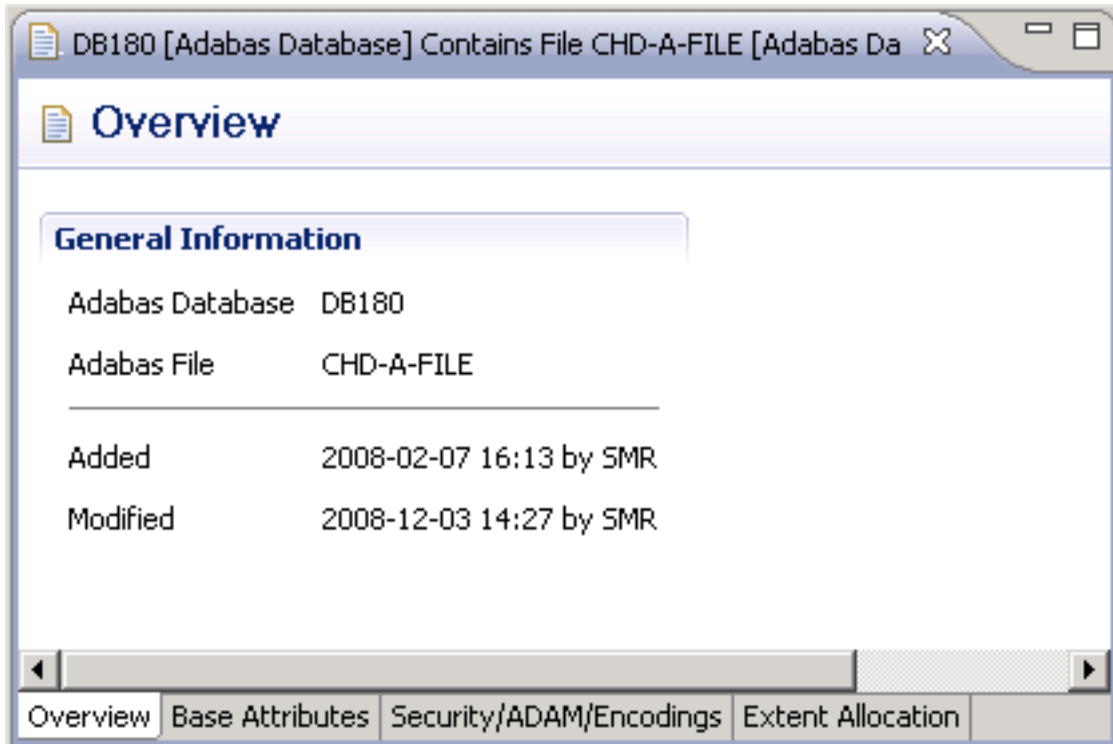 DB180 [Adabas Database] Contains File CHD-A-FILE [Adabas Da
Overview
General Information
Adabas Database DB180
Adabas File CHD-A-FILE
Added 2008-02-07 16:13 by SMR
Modified 2008-12-03 14:27 by SMR
Overview Base Attributes Security/ADAM/Encodings Extent Allocation